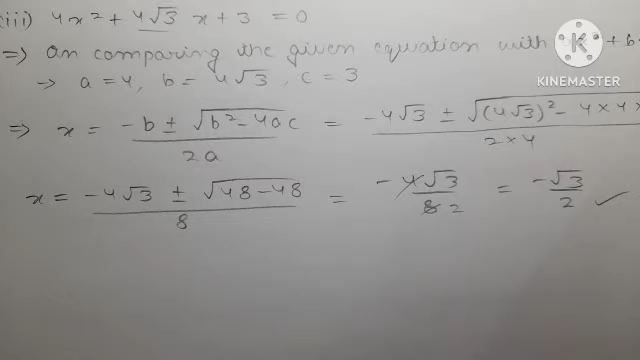 (iii) 4x² + 4√3 x + 3 = 0
⇒ on comparing the given equation with + b
→ a = 4, b = 4√3, c = 3
⇒ x = -b ± √b² - 4ac / 2a = -4√3 ± √(4√3)² - 4 × 4 × / 2 × 4
x = -4√3 ± √48 - 48 / 8 = -4√3 / 8 2 = -√3 / 2 ✓
KINEMASTER